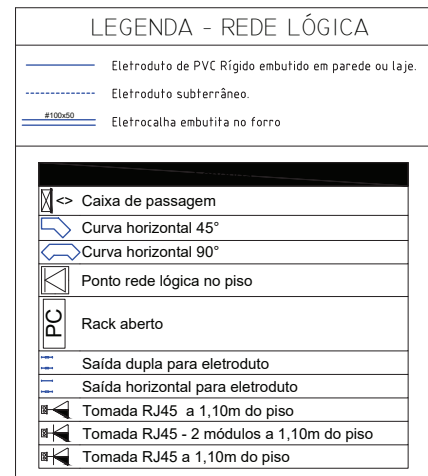 LEGENDA - REDE LÓGICA
Eletroduto de PVC Rígido embutido em parede ou laje.
Eletroduto subterrâneo.
#100x50
Eletrocalha embutita no forro
<> Caixa de passagem
Curva horizontal 45°
Curva horizontal 90°
Ponto rede lógica no piso
PC
Rack aberto
Saída dupla para eletroduto
Saída horizontal para eletroduto
Tomada RJ45 a 1,10m do piso
Tomada RJ45 - 2 módulos a 1,10m do piso
Tomada RJ45 a 1,10m do piso